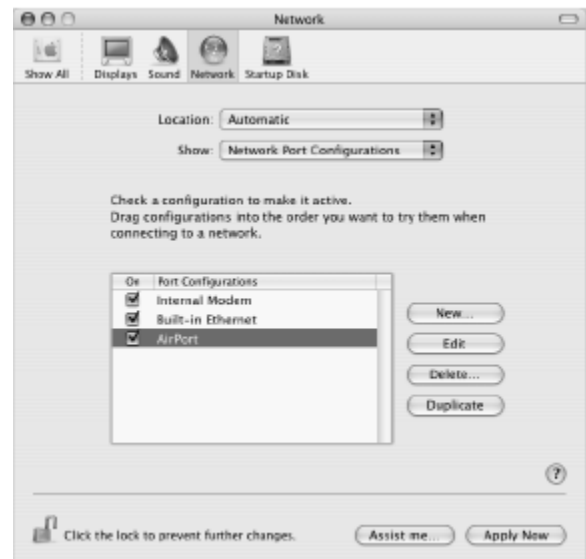 Network
Show All Displays Sound Network Startup Disk
Location: Automatic
Show: Network Port Configurations
Check a configuration to make it active.
Drag configurations into the order you want to try them when
connecting to a network.
On Port Configurations
Internal Modem
Built-in Ethernet
AirPort
New...
Edit
Delete...
Duplicate
?
Click the lock to prevent further changes.
Assist me... Apply Now